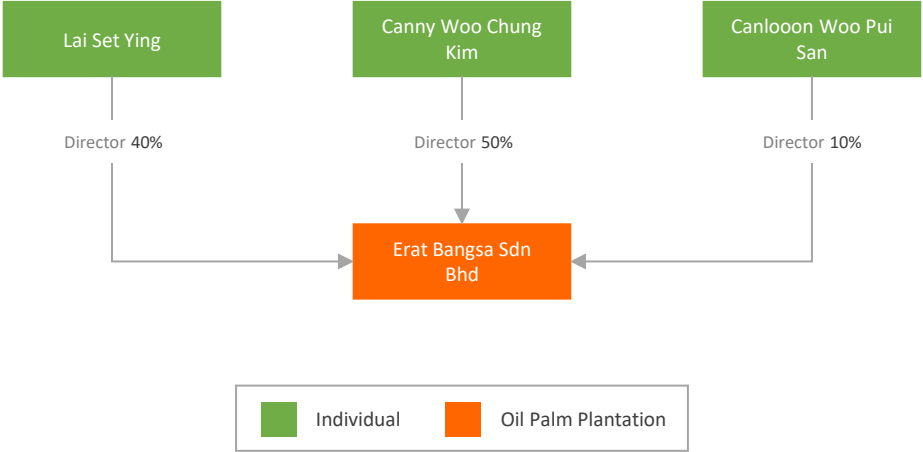 Lai Set Ying
Canny Woo Chung
Kim
Canlooon Woo Pui
San
Director 40%
Director 50%
Director 10%
Erat Bangsa Sdn
Bhd
Individual
Oil Palm Plantation